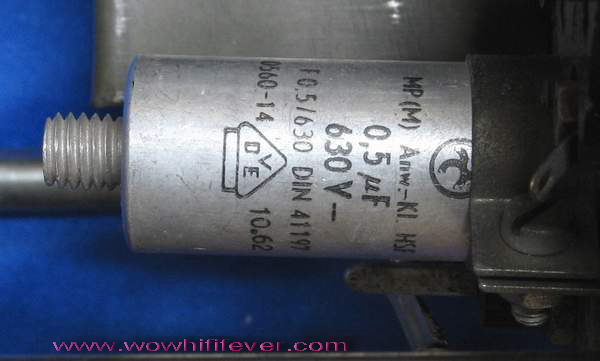 MP(M) Anw-Kl. HSF
0,5 µF
630 V–
0,5/630 DIN 41197
0560-14
VDE
10.62
www.wowhifitever.com